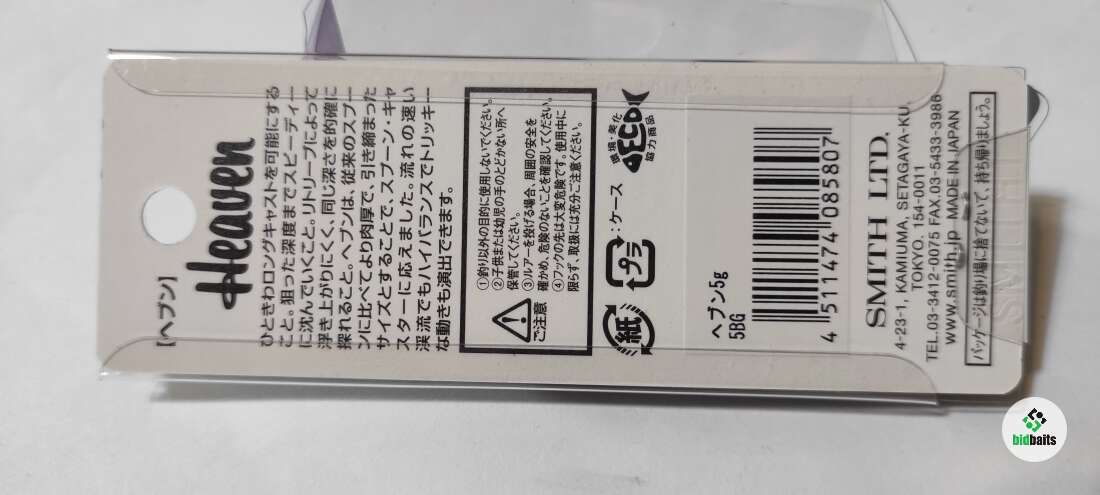 [ヘブン]
Heaven
ひときわロングキャストを可能にする
こと。狙った深度までスピーディー
に沈んでいくこと。リトリーブによって
浮き上がりにくく、同じ深さを的確に
探れること。ヘブンは、従来のスプー
ンに比べてより肉厚で、引き締まった
サイズとすることで、スプーン・キャ
スターに応えました。流れの速い
渓流でもハイバランスでトリッキー
な動きも演出できます。
ご注意
①釣り以外の目的に使用しないでください。
②子供または幼児の手のとどかない所へ
保管してください。
③ルアーを投げる場合、周囲の安全を
確かめ、危険のないことを確認してください。
④フックの先は大変危険です。使用中に
限らず、取扱には充分ご注意ください。
紙
プラ
:ケース
環境・美化
ECO
協力商品
ヘブン5g
5BG
4 511474 085807
SMITH LTD.
4-23-1, KAMIUMA, SETAGAYA-KU,
TOKYO. 154-0011
TEL.03-3412-0075 FAX.03-5433-3986
www.smith.jp MADE IN JAPAN
パッケージは釣り場に捨てないで、持ち帰りましょう。
bidbaits